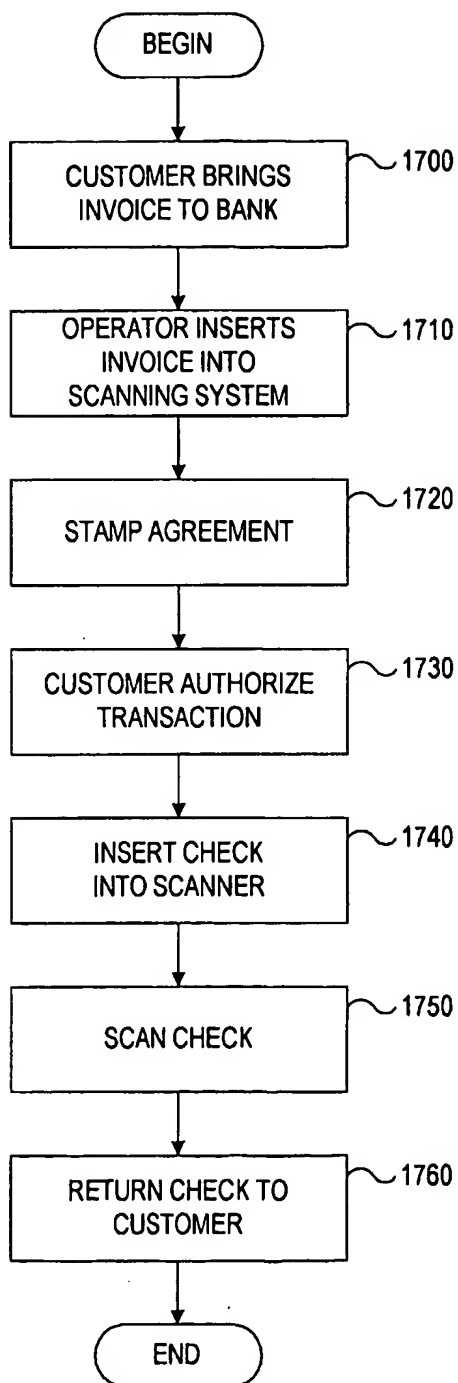 BEGIN
CUSTOMER BRINGS
INVOICE TO BANK
1700
OPERATOR INSERTS
INVOICE INTO
SCANNING SYSTEM
1710
STAMP AGREEMENT
1720
CUSTOMER AUTHORIZE
TRANSACTION
1730
INSERT CHECK
INTO SCANNER
1740
SCAN CHECK
1750
RETURN CHECK TO
CUSTOMER
1760
END